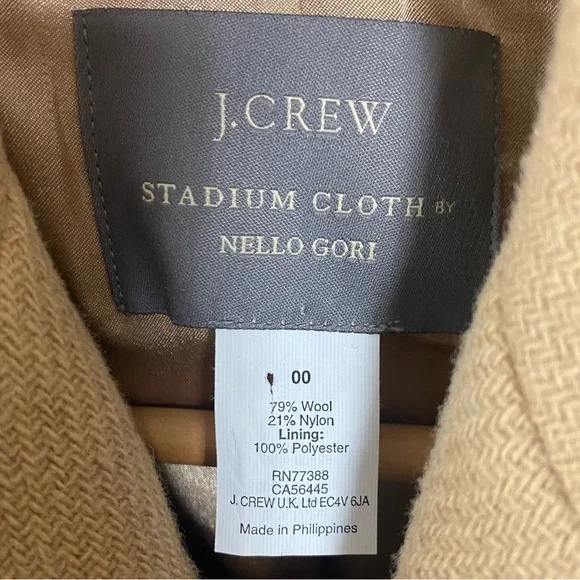 J.CREW
STADIUM CLOTH BY
NELLO GORI
00
79% Wool
21% Nylon
Lining:
100% Polyester
RN77388
CA56445
J. CREW U.K. Ltd EC4V 6JA
Made in Philippines